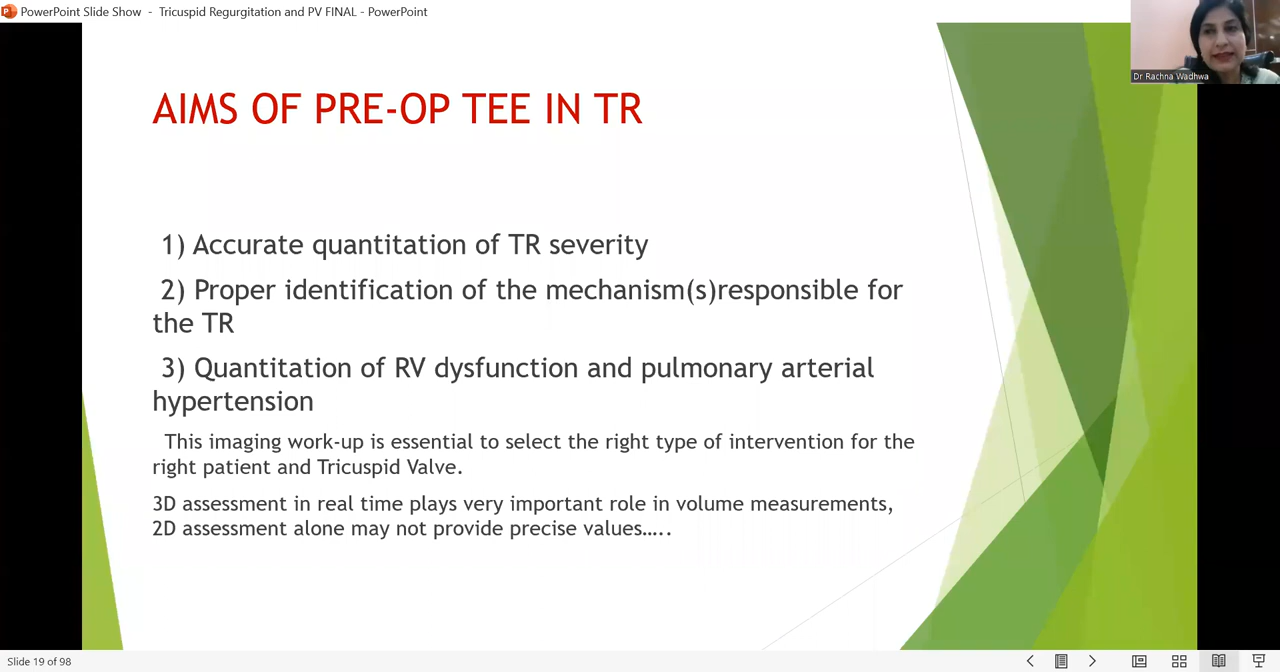 PowerPoint Slide Show - Tricuspid Regurgitation and PV FINAL - PowerPoint
Dr Rachna Wadhwa
AIMS OF PRE-OP TEE IN TR
1) Accurate quantitation of TR severity
2) Proper identification of the mechanism(s)responsible for
the TR
3) Quantitation of RV dysfunction and pulmonary arterial
hypertension
This imaging work-up is essential to select the right type of intervention for the
right patient and Tricuspid Valve.
3D assessment in real time plays very important role in volume measurements,
2D assessment alone may not provide precise values…..
Slide 19 of 98